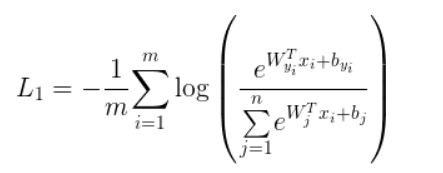 L_1 = -\frac{1}{m} \sum_{i=1}^{m} \log \left( \frac{e^{W_{y_i}^T x_i + b_{y_i}}}{\sum_{j=1}^{n} e^{W_j^T x_i + b_j}} \right)